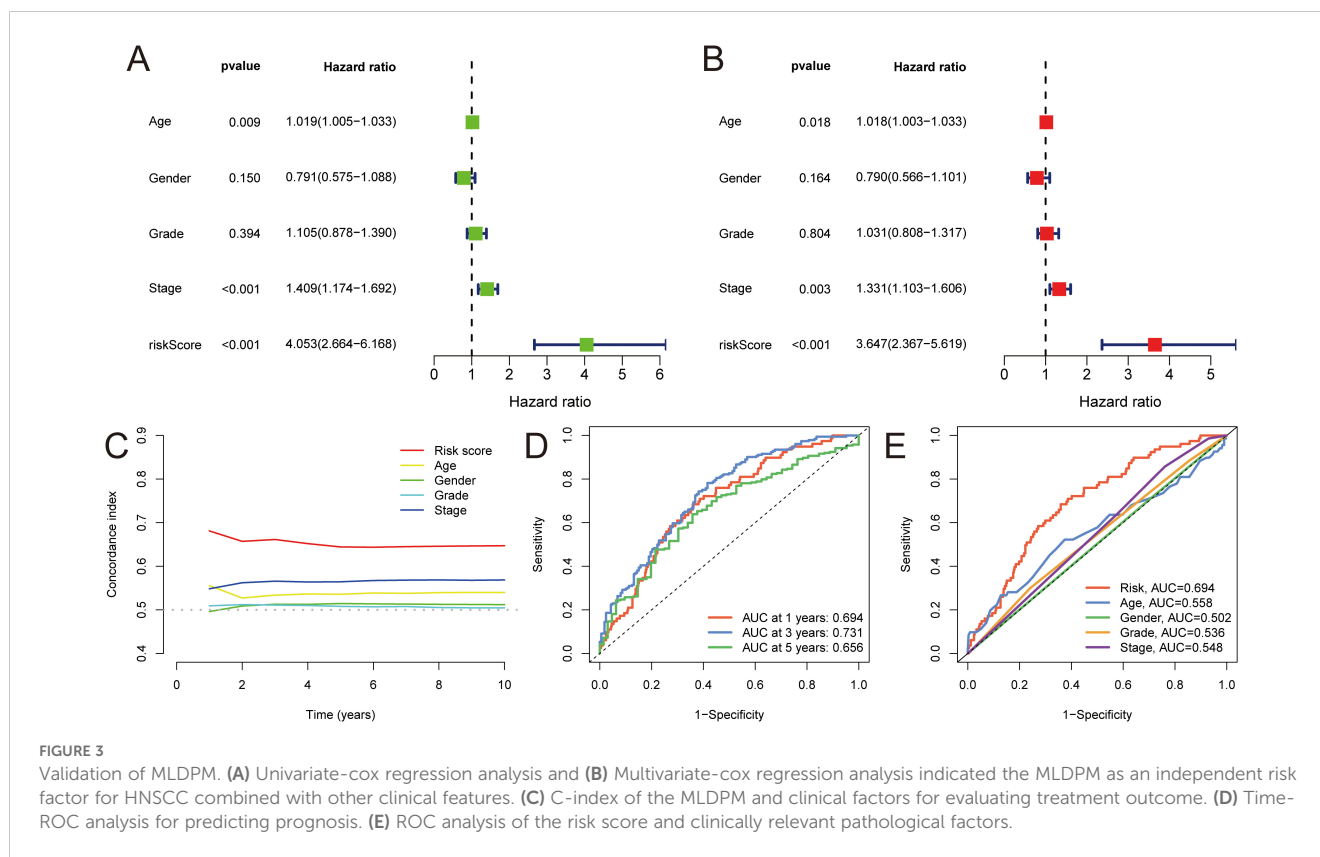 A
pvalue Hazard ratio
Age 0.009 1.019(1.005−1.033)
Gender 0.150 0.791(0.575−1.088)
Grade 0.394 1.105(0.878−1.390)
Stage <0.001 1.409(1.174−1.692)
riskScore <0.001 4.053(2.664−6.168)
0 1 2 3 4 5 6
Hazard ratio
B
pvalue Hazard ratio
Age 0.018 1.018(1.003−1.033)
Gender 0.164 0.790(0.566−1.101)
Grade 0.804 1.031(0.808−1.317)
Stage 0.003 1.331(1.103−1.606)
riskScore <0.001 3.647(2.367−5.619)
0 1 2 3 4 5
Hazard ratio
C
Concordance index
0.9
0.8
0.7
0.6
0.5
0.4
Risk score
Age
Gender
Grade
Stage
0 2 4 6 8 10
Time (years)
D
Sensitivity
1.0
0.8
0.6
0.4
0.2
0.0
AUC at 1 years: 0.694
AUC at 3 years: 0.731
AUC at 5 years: 0.656
0.0 0.2 0.4 0.6 0.8 1.0
1−Specificity
E
Sensitivity
1.0
0.8
0.6
0.4
0.2
0.0
Risk, AUC=0.694
Age, AUC=0.558
Gender, AUC=0.502
Grade, AUC=0.536
Stage, AUC=0.548
0.0 0.2 0.4 0.6 0.8 1.0
1−Specificity
FIGURE 3
Validation of MLDPM. (A) Univariate-cox regression analysis and (B) Multivariate-cox regression analysis indicated the MLDPM as an independent risk
factor for HNSCC combined with other clinical features. (C) C-index of the MLDPM and clinical factors for evaluating treatment outcome. (D) Time-
ROC analysis for predicting prognosis. (E) ROC analysis of the risk score and clinically relevant pathological factors.